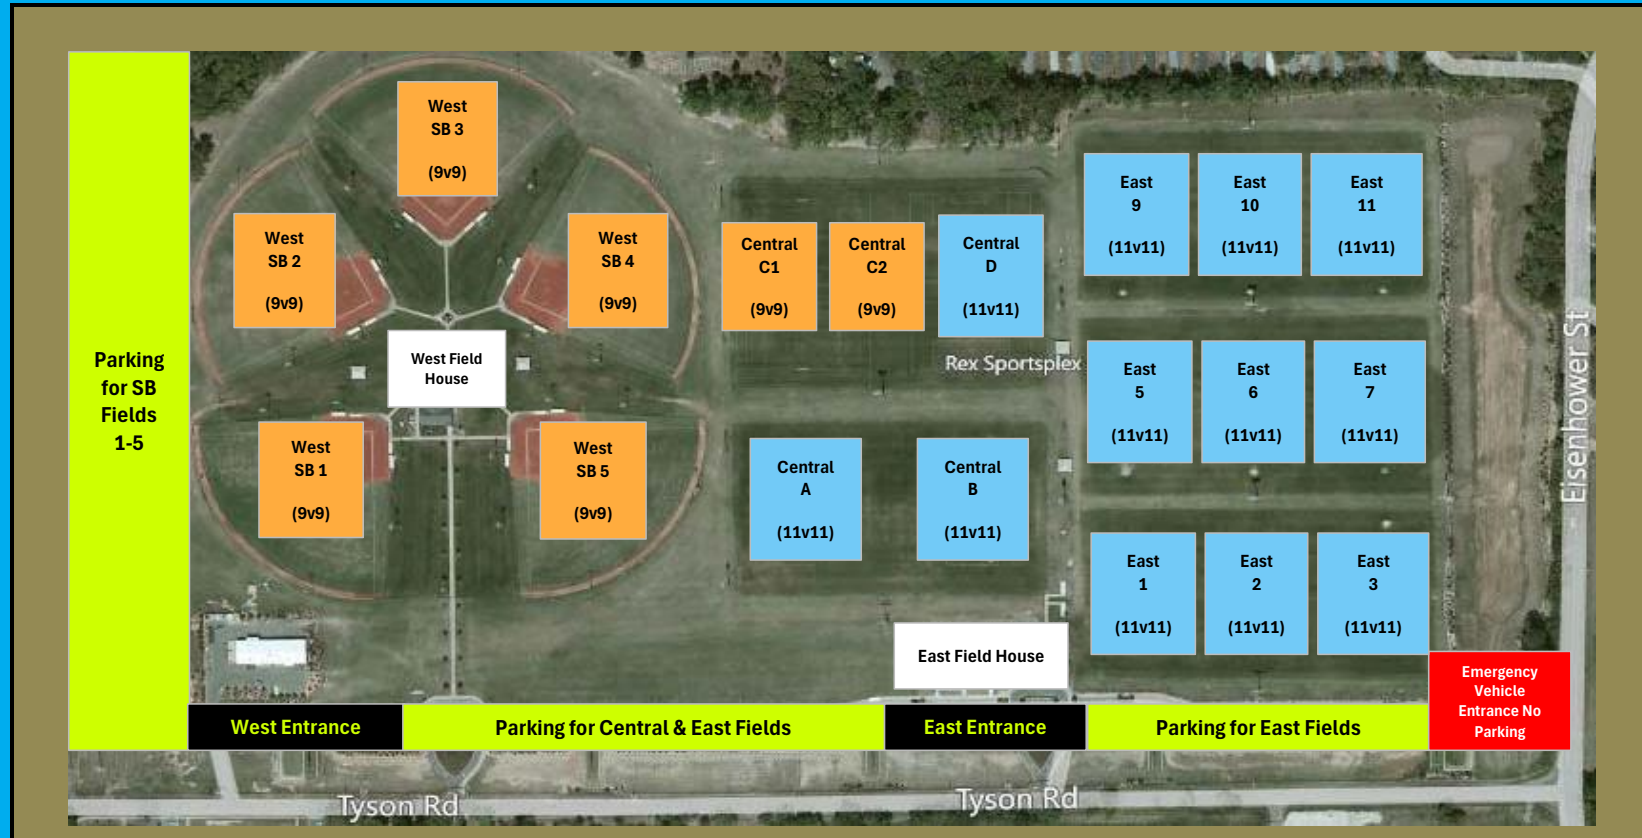 West
SB 3
(9v9)
West
SB 2
(9v9)
West
SB 4
(9v9)
West Field
House
West
SB 1
(9v9)
West
SB 5
(9v9)
Parking
for SB
Fields
1-5
Central
C1
(9v9)
Central
C2
(9v9)
Central
D
(11v11)
Rex Sportsplex
Central
A
(11v11)
Central
B
(11v11)
East
9
(11v11)
East
10
(11v11)
East
11
(11v11)
East
5
(11v11)
East
6
(11v11)
East
7
(11v11)
East
1
(11v11)
East
2
(11v11)
East
3
(11v11)
Eisenhower St
East Field House
Emergency
Vehicle
Entrance No
Parking
West Entrance
Parking for Central & East Fields
East Entrance
Parking for East Fields
Tyson Rd
Tyson Rd